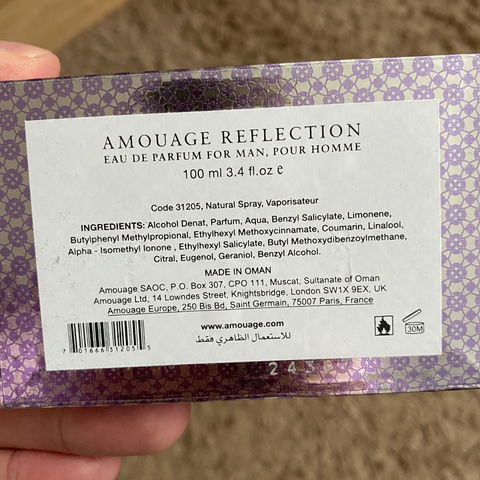 AMOUAGE REFLECTION
EAU DE PARFUM FOR MAN, POUR HOMME
100 ml 3.4 fl.oz ℮
Code 31205, Natural Spray, Vaporisateur
INGREDIENTS: Alcohol Denat, Parfum, Aqua, Benzyl Salicylate, Limonene,
Butylphenyl Methylpropional, Ethylhexyl Methoxycinnamate, Coumarin, Linalool,
Alpha - Isomethyl Ionone , Ethylhexyl Salicylate, Butyl Methoxydibenzoylmethane,
Citral, Eugenol, Geraniol, Benzyl Alcohol.
MADE IN OMAN
Amouage SAOC, P.O. Box 307, CPO 111, Muscat, Sultanate of Oman
Amouage Ltd, 14 Lowndes Street, Knightsbridge, London SW1X 9EX, UK
Amouage Europe, 250 Bis Bd, Saint Germain, 75007 Paris, France
www.amouage.com
للاستعمال الظاهري فقط
7 01666 31205 5
30M